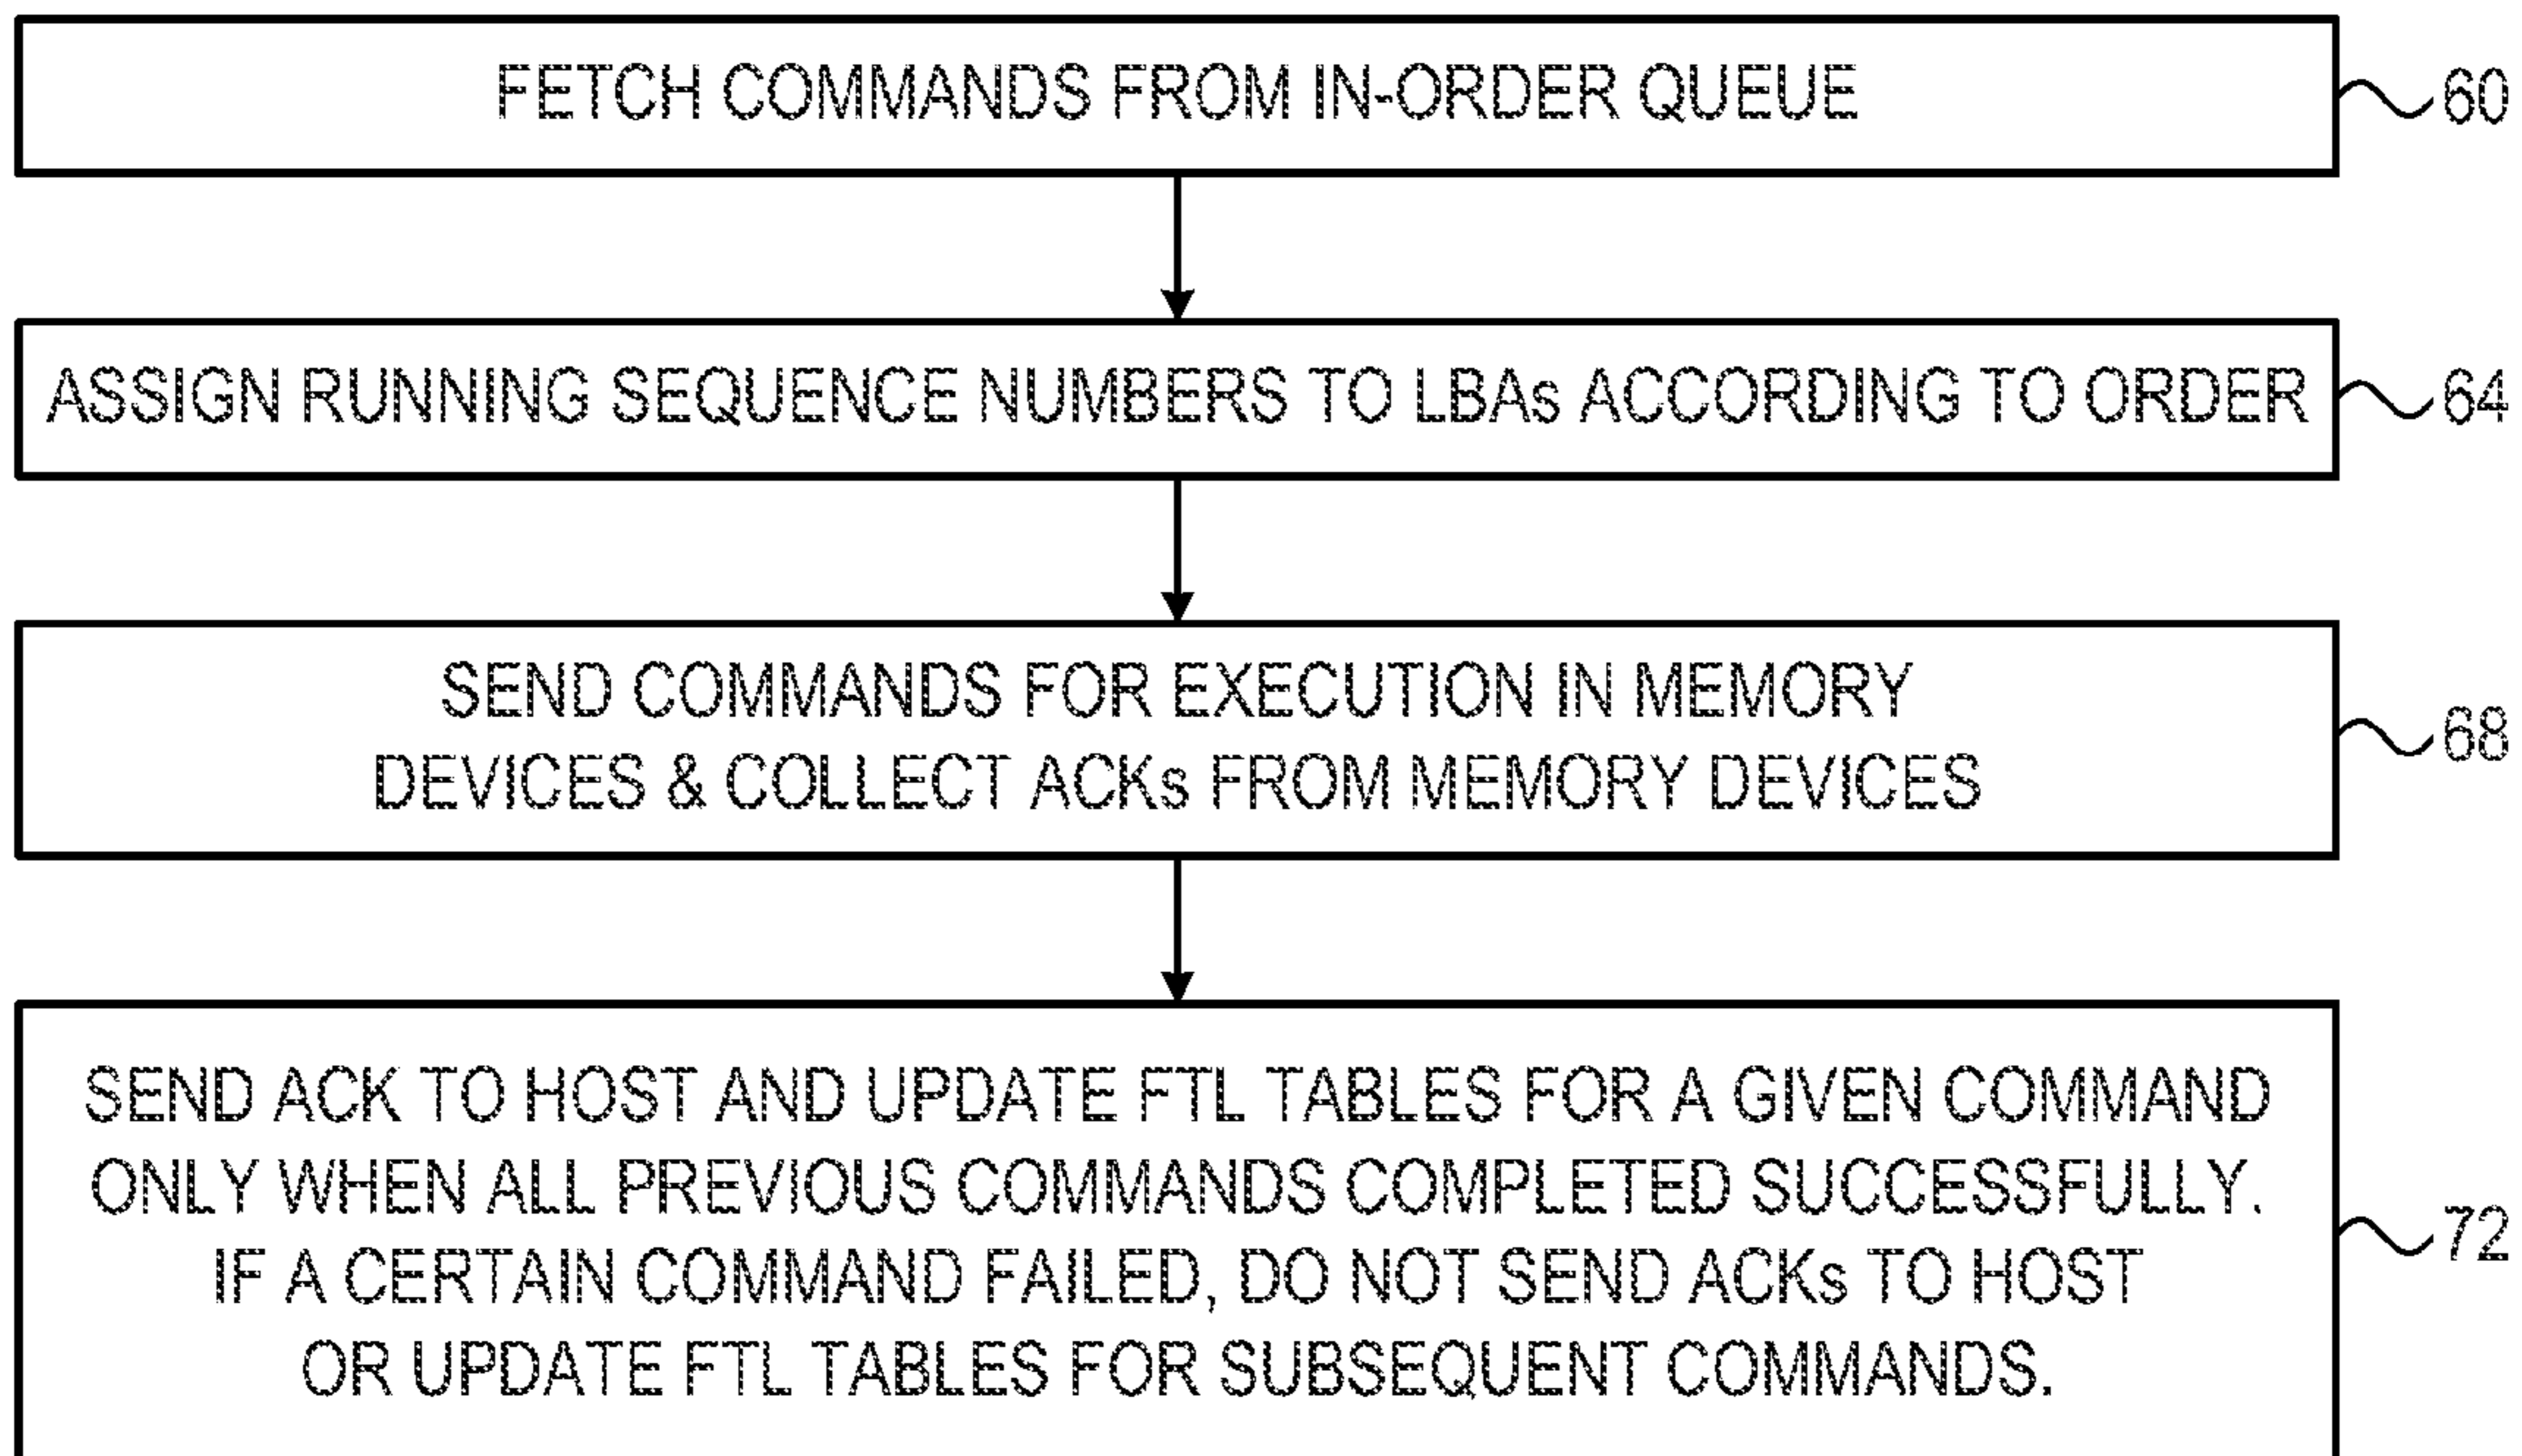 FETCH COMMANDS FROM IN-ORDER QUEUE
60
ASSIGN RUNNING SEQUENCE NUMBERS TO LBAs ACCORDING TO ORDER
64
SEND COMMANDS FOR EXECUTION IN MEMORY
DEVICES & COLLECT ACKs FROM MEMORY DEVICES
68
SEND ACK TO HOST AND UPDATE FTL TABLES FOR A GIVEN COMMAND
ONLY WHEN ALL PREVIOUS COMMANDS COMPLETED SUCCESSFULLY.
IF A CERTAIN COMMAND FAILED, DO NOT SEND ACKs TO HOST
OR UPDATE FTL TABLES FOR SUBSEQUENT COMMANDS.
72